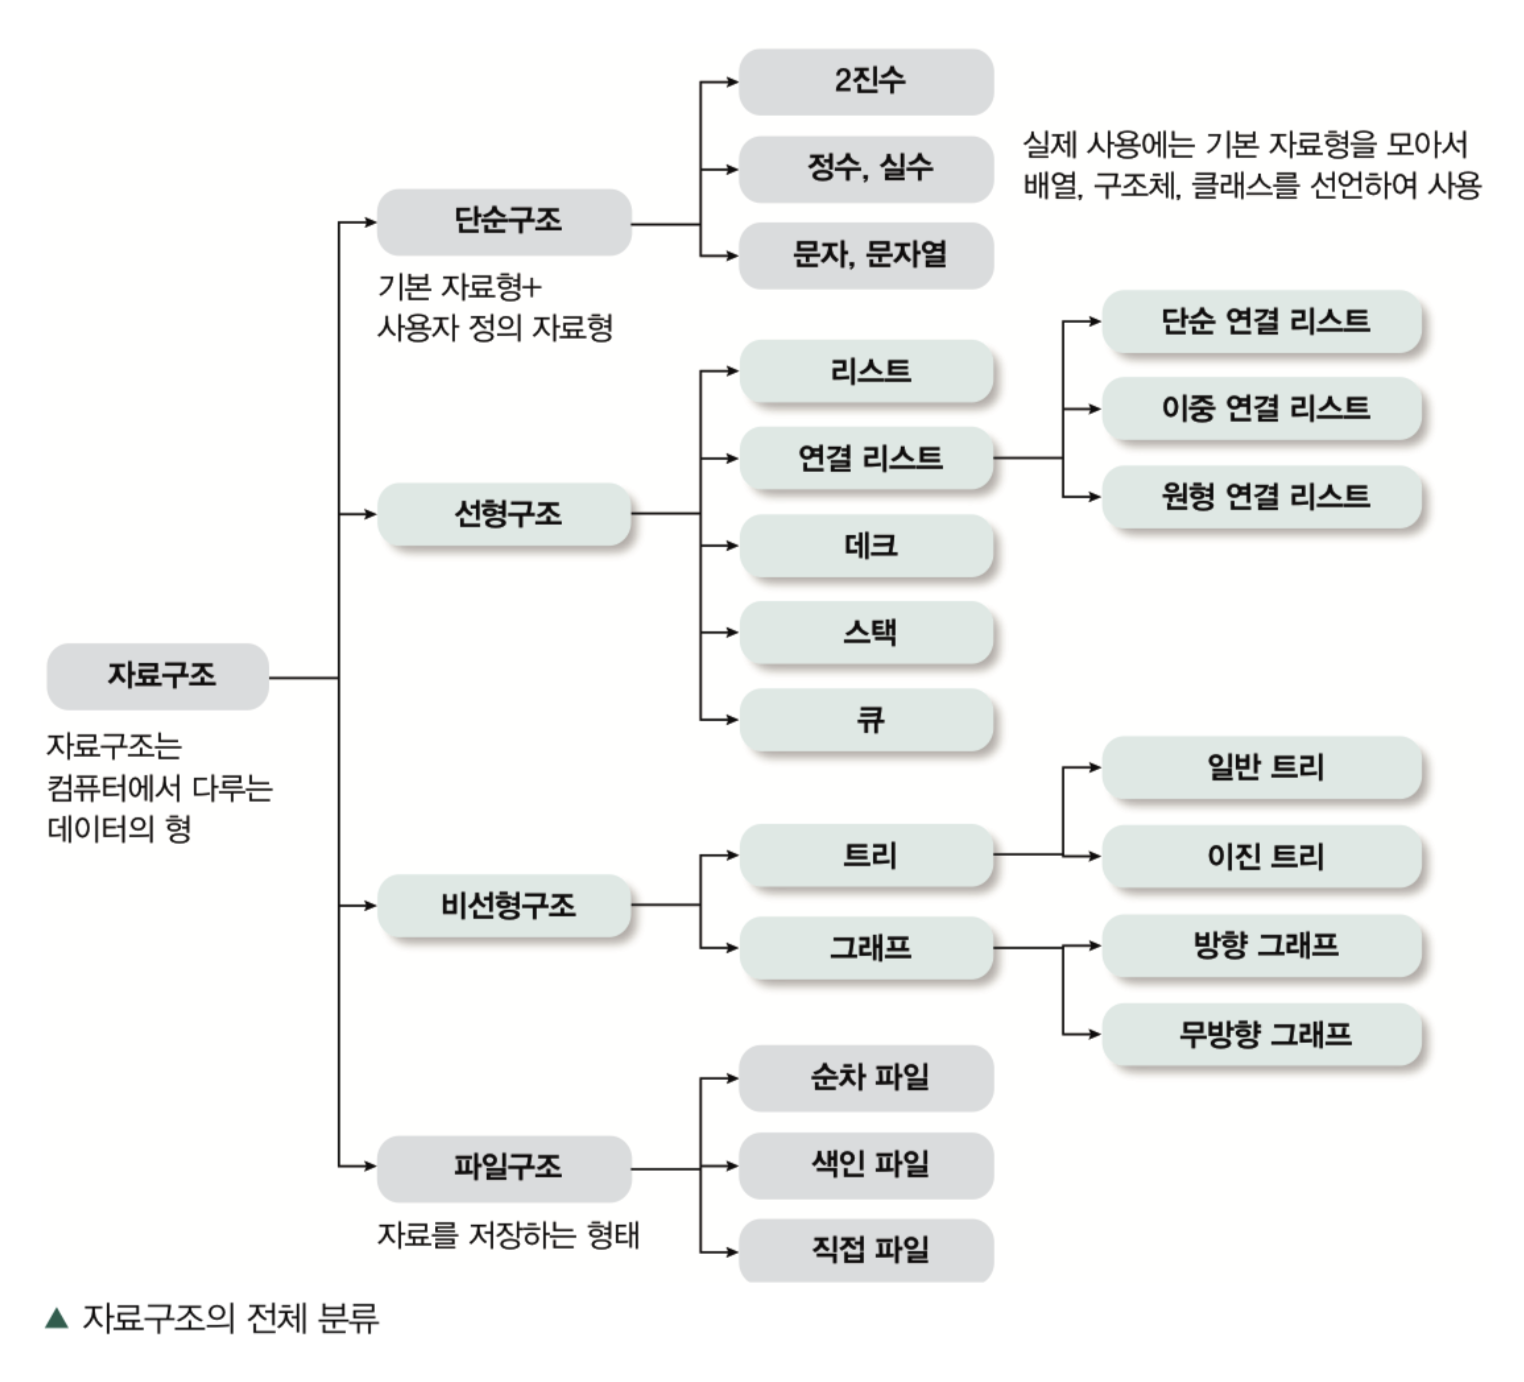 2진수
정수, 실수
실제 사용에는 기본 자료형을 모아서
배열, 구조체, 클래스를 선언하여 사용
단순구조
문자, 문자열
기본 자료형+
사용자 정의 자료형
단순 연결 리스트
리스트
이중 연결 리스트
연결 리스트
원형 연결 리스트
선형구조
데크
스택
자료구조
큐
자료구조는
컴퓨터에서 다루는
데이터의 형
일반 트리
트리
이진 트리
비선형구조
그래프
방향 그래프
무방향 그래프
순차 파일
파일구조
색인 파일
자료를 저장하는 형태
직접 파일
▲ 자료구조의 전체 분류